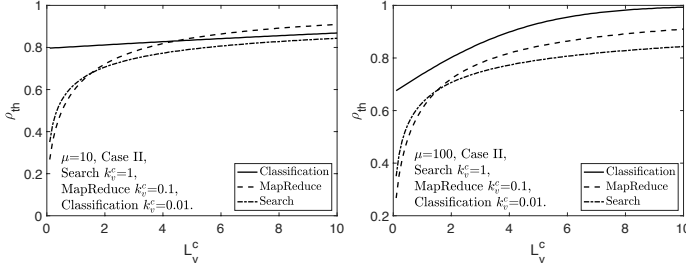 1
0.8
0.6
0.4
0.2
0
ρth
0 2 4 6 8 10
L_v^c
μ=10, Case II,
Search k_v^c=1,
MapReduce k_v^c=0.1,
Classification k_v^c=0.01.
Classification
MapReduce
Search
1
0.8
0.6
0.4
0.2
ρth
0 2 4 6 8 10
L_v^c
μ=100, Case II,
Search k_v^c=1,
MapReduce k_v^c=0.1,
Classification k_v^c=0.01.
Classification
MapReduce
Search